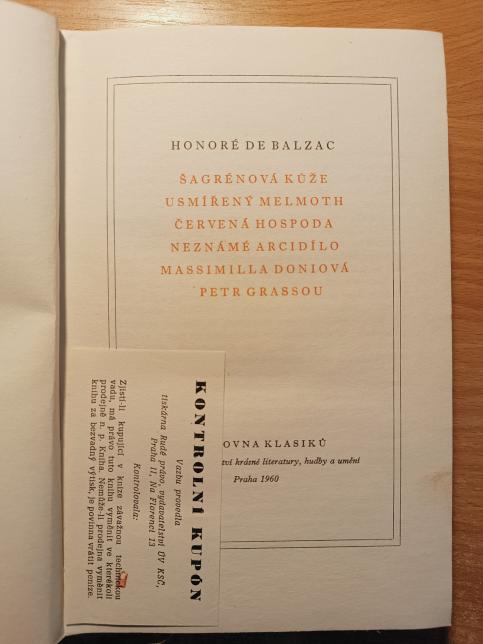 HONORÉ DE BALZAC
ŠAGRÉNOVÁ KŮŽE
USMÍŘENÝ MELMOTH
ČERVENÁ HOSPODA
NEZNÁMÉ ARCIDÍLO
MASSIMILLA DONIOVÁ
PETR GRASSOU
OVNA KLASIKŮ
ství krásné literatury, hudby a umění
Praha 1960
KONTROLNÍ KUPÓN
Vazbu provedla
tiskárna Rudé právo, vydavatelství ÚV KSČ,
Praha II, Na Florenci 13
Kontrolovala:
Zjistí-li kupující v knize závažnou technickou
vadu, má právo tuto knihu vyměnit ve kterékoli
prodejně n. p. Kniha. Nemůže-li prodejna vyměnit
knihu za bezvadný výtisk, je povinna vrátit peníze.